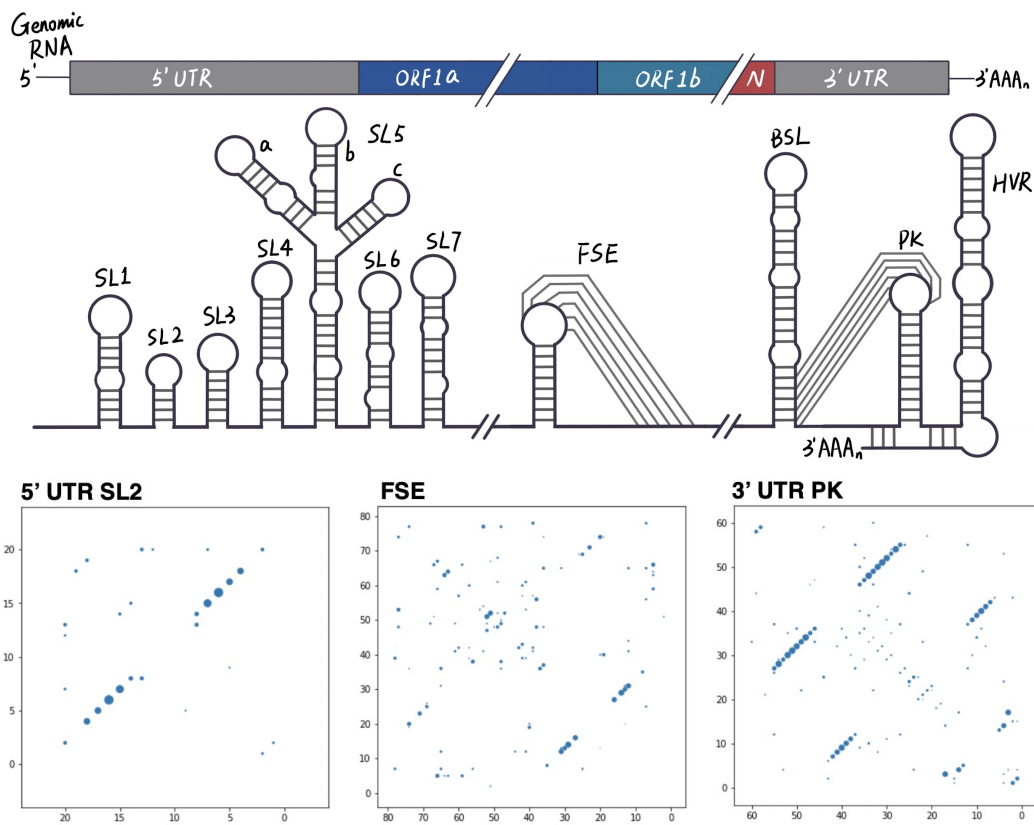 Genomic
RNA
5' 5' UTR ORF1a ORF1b N 3' UTR 3'AAAn
SL5
a b c
BSL
HVR
SL1 SL2 SL3 SL4 SL6 SL7 FSE PK
3'AAAn
5' UTR SL2 FSE 3' UTR PK
20
15
10
5
0
20 15 10 5 0
80
70
60
50
40
30
20
10
0
80 70 60 50 40 30 20 10 0
60
50
40
30
20
10
0
60 50 40 30 20 10 0